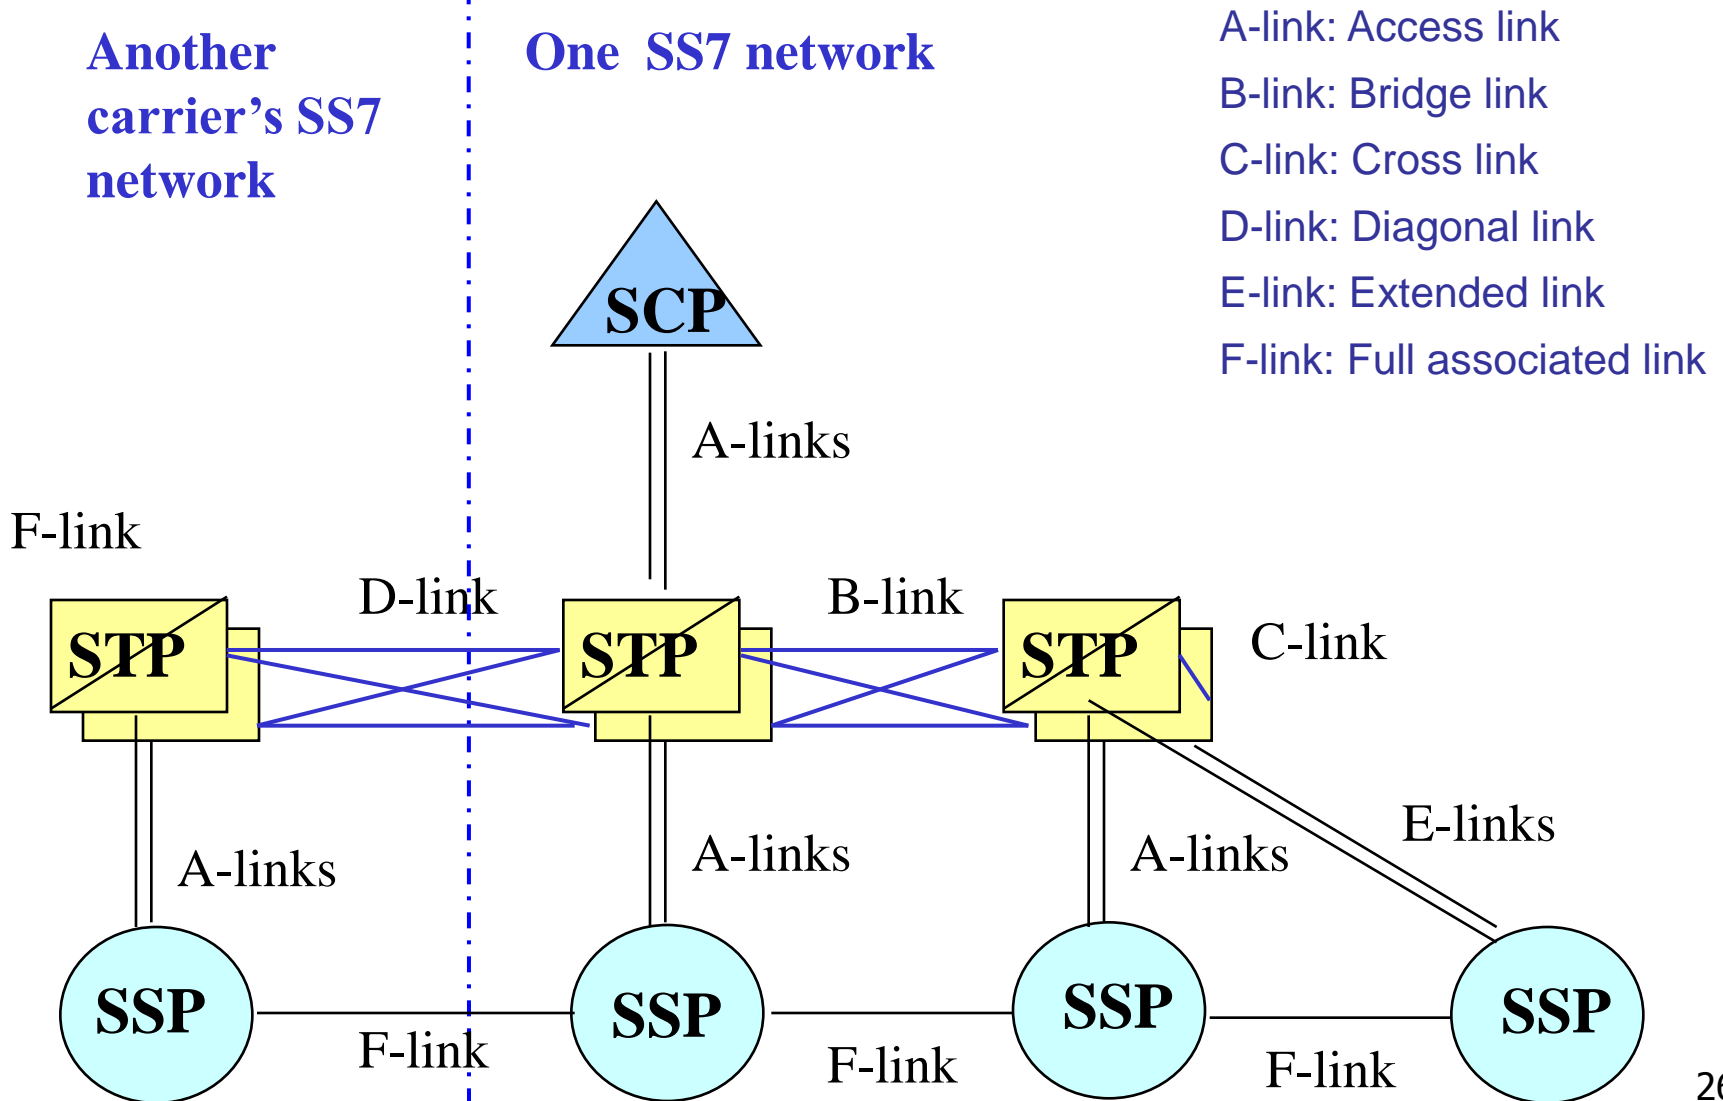 Another
carrier’s SS7
network
One SS7 network
A-link: Access link
B-link: Bridge link
C-link: Cross link
D-link: Diagonal link
E-link: Extended link
F-link: Full associated link
SCP
A-links
F-link
D-link
B-link
STP
STP
STP
C-link
A-links
A-links
A-links
E-links
SSP
SSP
SSP
SSP
F-link
F-link
F-link
26